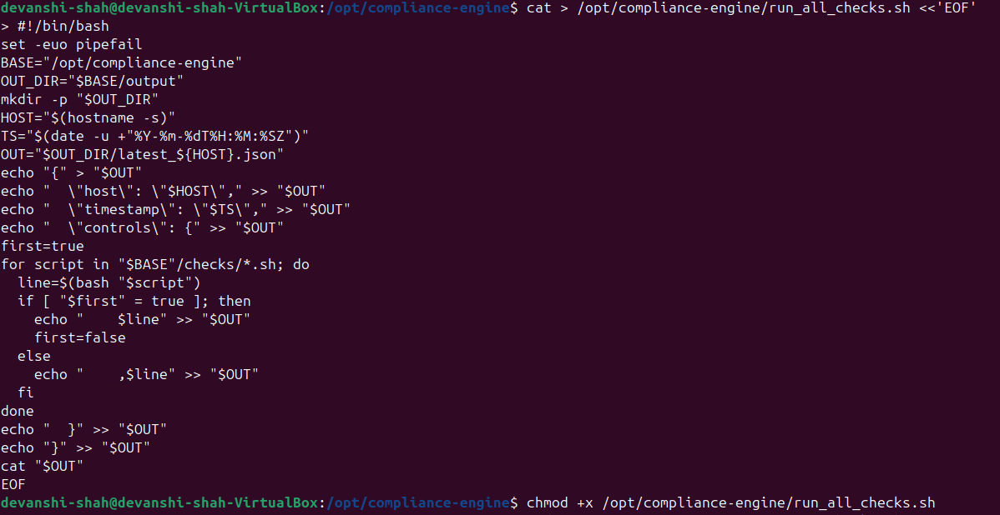 devanshi-shah@devanshi-shah-VirtualBox:/opt/compliance-engine$ cat > /opt/compliance-engine/run_all_checks.sh <<'EOF'
> #!/bin/bash
set -euo pipefail
BASE="/opt/compliance-engine"
OUT_DIR="$BASE/output"
mkdir -p "$OUT_DIR"
HOST="$(hostname -s)"
TS="$(date -u +"%Y-%m-%dT%H:%M:%SZ")"
OUT="$OUT_DIR/latest_${HOST}.json"
echo "{" > "$OUT"
echo "  \"host\": \"$HOST\"," >> "$OUT"
echo "  \"timestamp\": \"$TS\"," >> "$OUT"
echo "  \"controls\": {" >> "$OUT"
first=true
for script in "$BASE"/checks/*.sh; do
  line=$(bash "$script")
  if [ "$first" = true ]; then
    echo "    $line" >> "$OUT"
    first=false
  else
    echo "    ,$line" >> "$OUT"
  fi
done
echo "  }" >> "$OUT"
echo "}" >> "$OUT"
cat "$OUT"
EOF
devanshi-shah@devanshi-shah-VirtualBox:/opt/compliance-engine$ chmod +x /opt/compliance-engine/run_all_checks.sh